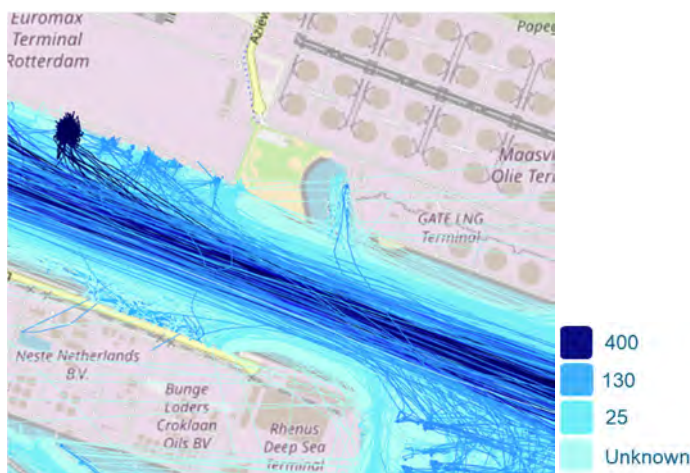 Euromax
Terminal
Rotterdam
Aziëw
Papeg
Maasvl
Olie Ter
GATE LNG
Terminal
Neste Netherlands
B.V.
Bunge
Loders
Croklaan
Oils BV
Rhenus
Deep Sea
Terminal
400
130
25
Unknown